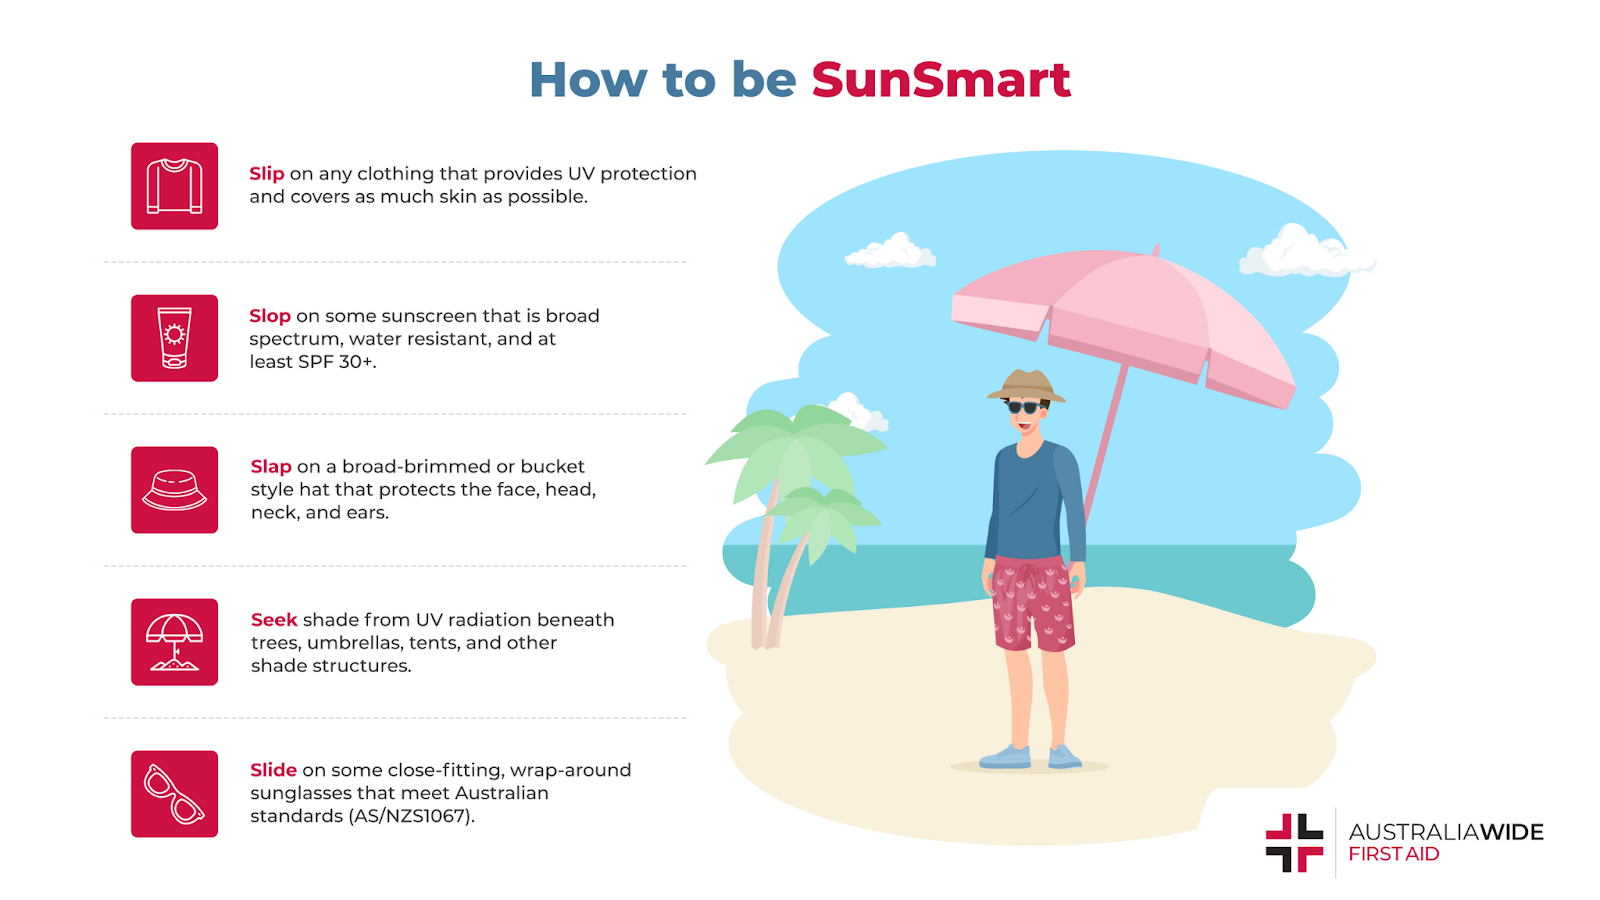 How to be SunSmart
Slip on any clothing that provides UV protection
and covers as much skin as possible.
Slop on some sunscreen that is broad
spectrum, water resistant, and at
least SPF 30+.
Slap on a broad-brimmed or bucket
style hat that protects the face, head,
neck, and ears.
Seek shade from UV radiation beneath
trees, umbrellas, tents, and other
shade structures.
Slide on some close-fitting, wrap-around
sunglasses that meet Australian
standards (AS/NZS1067).
AUSTRALIAWIDE
FIRST AID